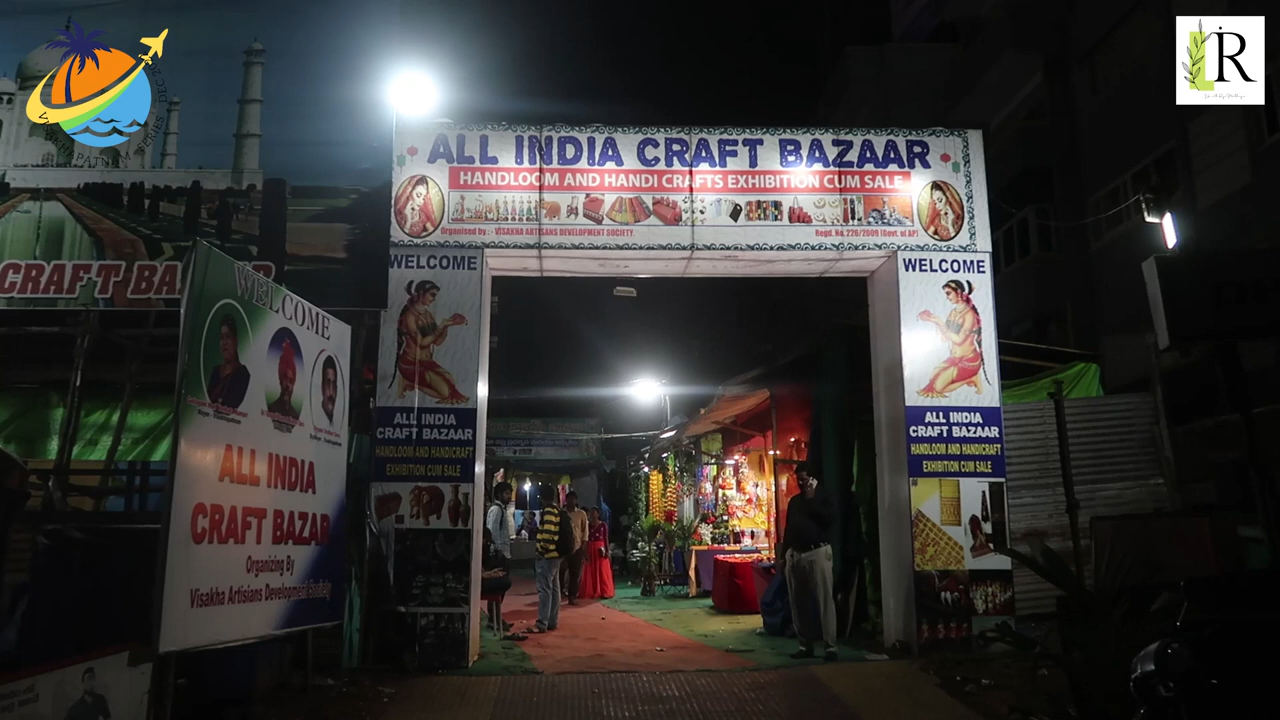 R
ALL INDIA CRAFT BAZAAR
HANDLOOM AND HANDI CRAFTS EXHIBITION CUM SALE
Organised by : - VISAKHA ARTISANS DEVELOPMENT SOCIETY.
Regd. No. 226/2009 (Govt. of AP)
WELCOME
WELCOME
CRAFT BA
WELCOME
ALL INDIA
CRAFT BAZAR
Organizing By
Visakha Artisians Development Society
ALL INDIA
CRAFT BAZAAR
HANDLOOM AND HANDICRAFT
EXHIBITION CUM SALE
ALL INDIA
CRAFT BAZAAR
HANDLOOM AND HANDICRAFT
EXHIBITION CUM SALE